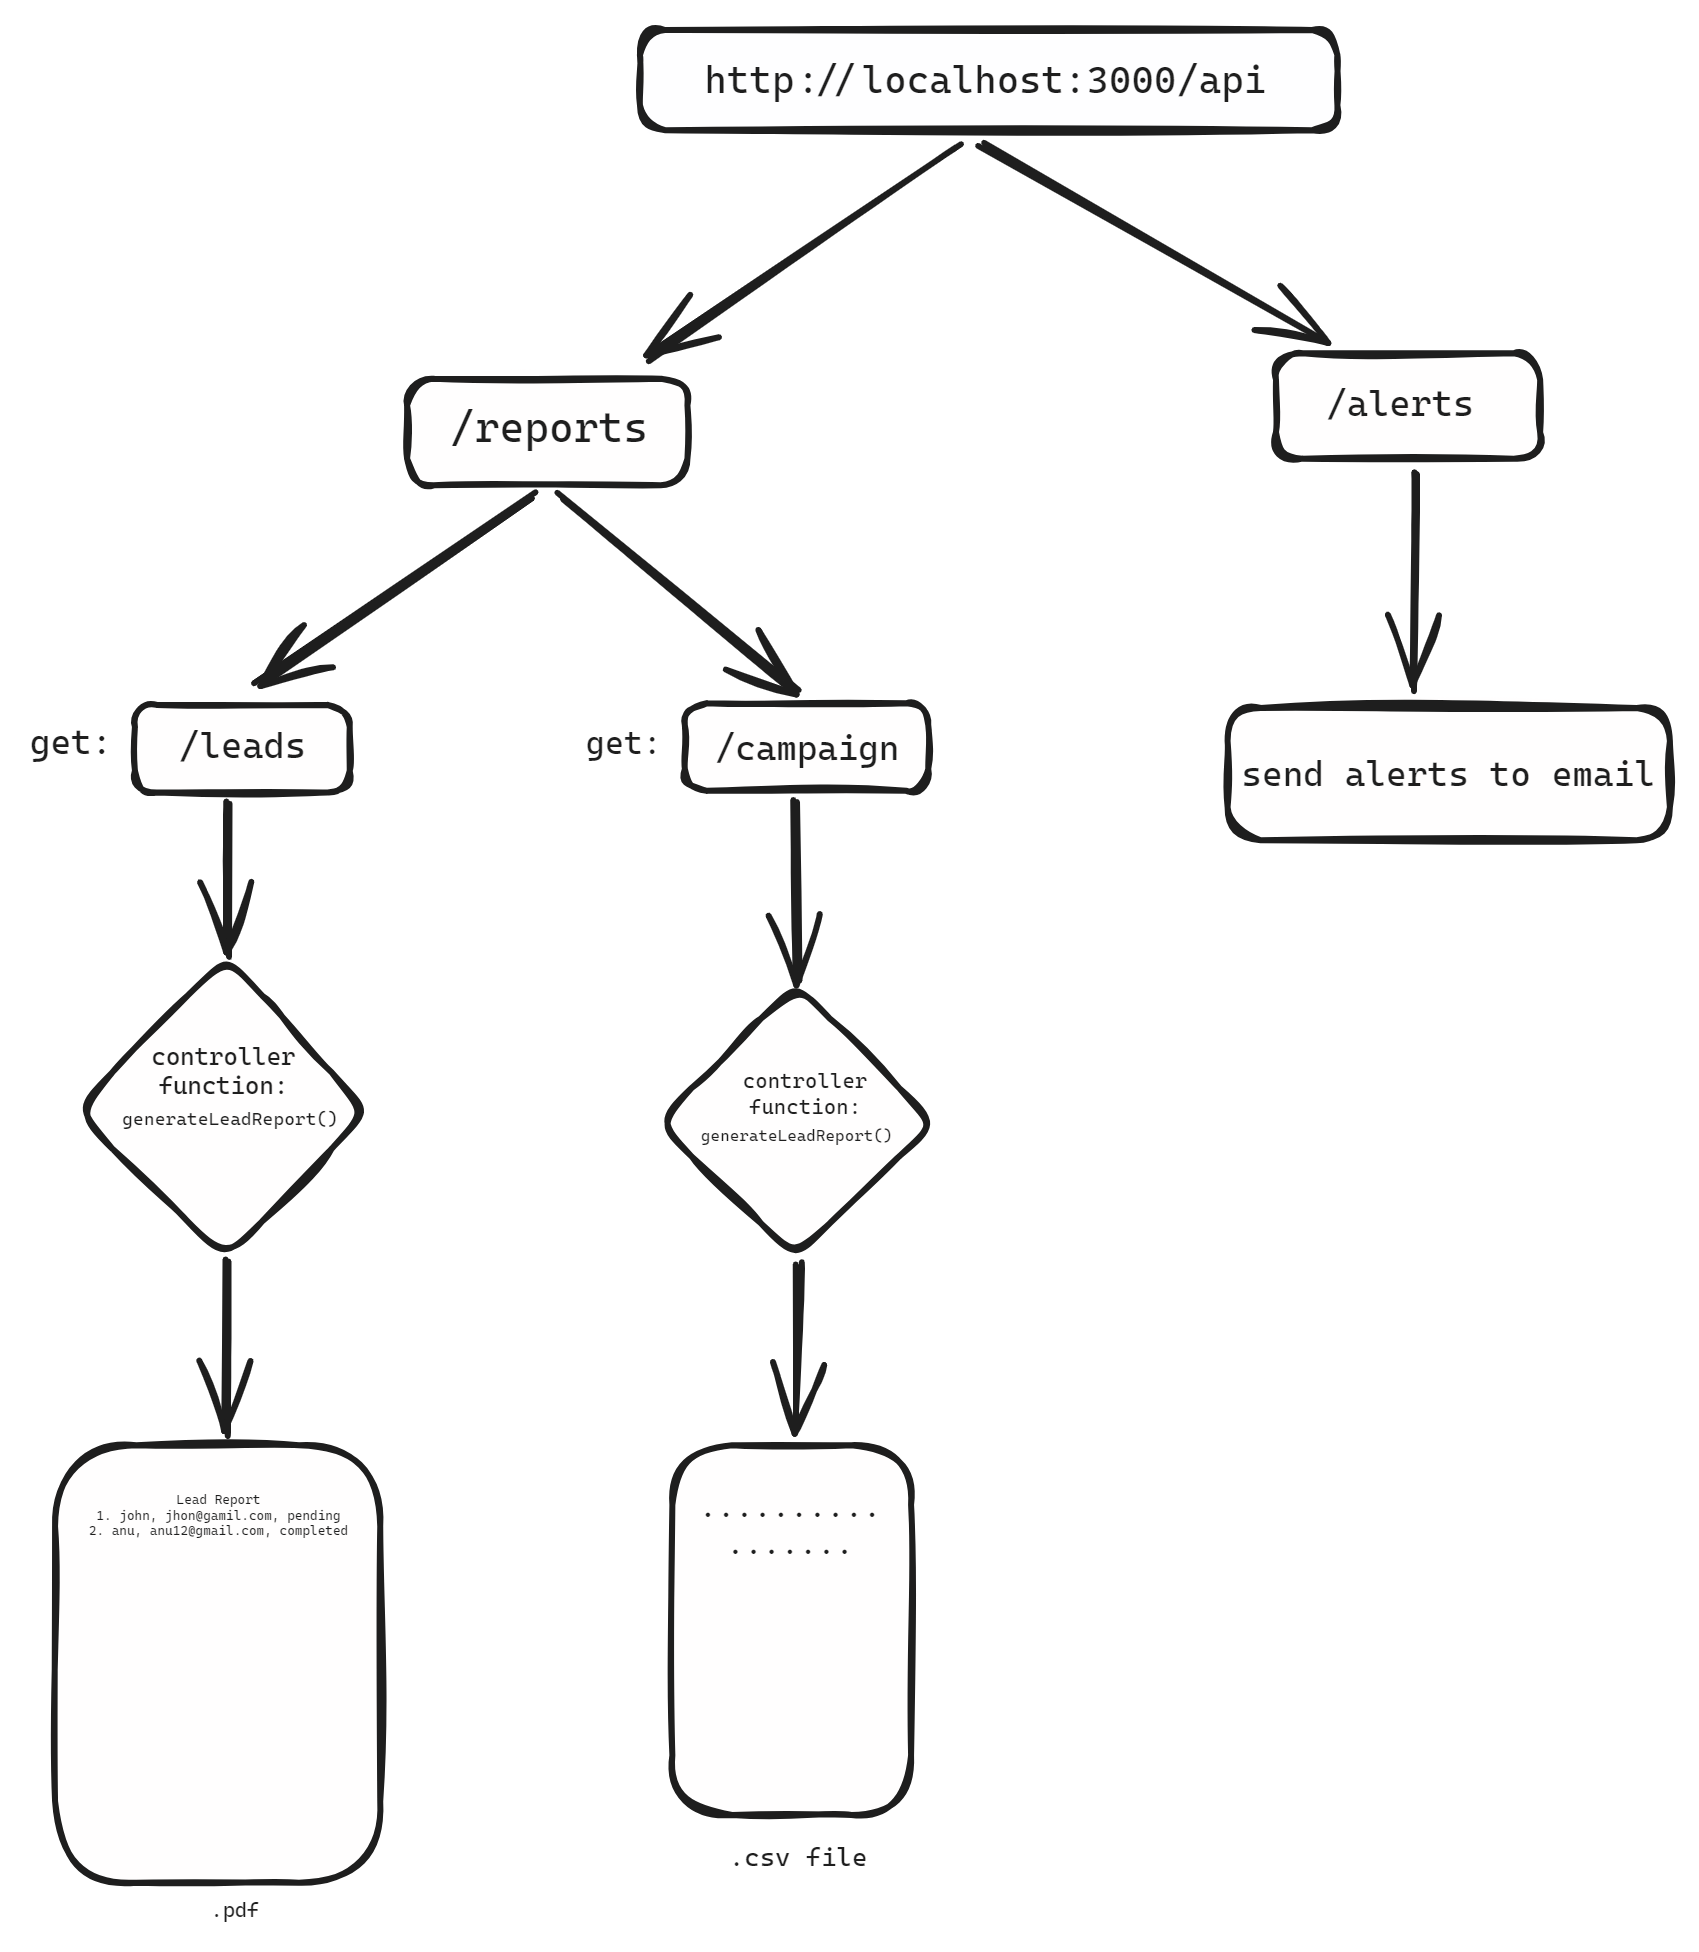 http://localhost:3000/api
/reports
/alerts
get:
/leads
get:
/campaign
send alerts to email
controller
function:
generateLeadReport()
controller
function:
generateLeadReport()
Lead Report
1. john, jhon@gamil.com, pending
2. anu, anu12@gmail.com, completed
..........
.......
.csv file
.pdf